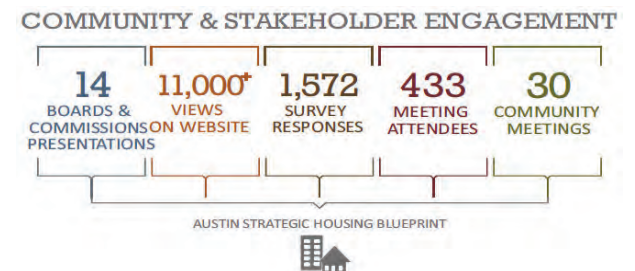 COMMUNITY & STAKEHOLDER ENGAGEMENT
14
BOARDS &
COMMISSIONS
PRESENTATIONS
11,000+
VIEWS
ON WEBSITE
1,572
SURVEY
RESPONSES
433
MEETING
ATTENDEES
30
COMMUNITY
MEETINGS
AUSTIN STRATEGIC HOUSING BLUEPRINT